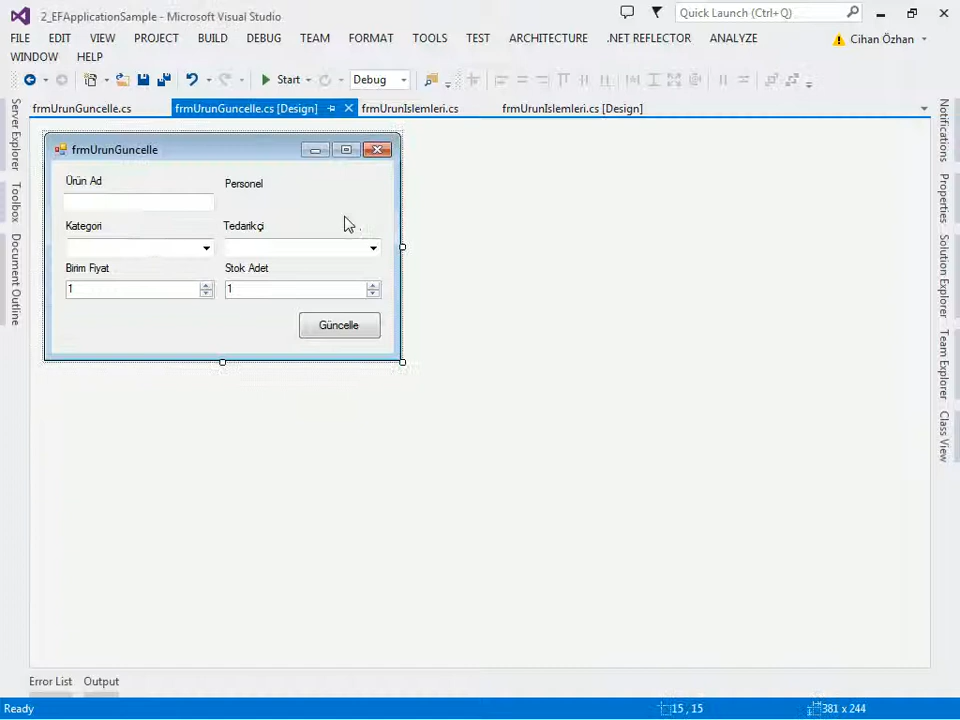 2_EFApplicationSample - Microsoft Visual Studio
Quick Launch (Ctrl+Q)
FILE EDIT VIEW PROJECT BUILD DEBUG TEAM FORMAT TOOLS TEST ARCHITECTURE .NET REFLECTOR ANALYZE
Cihan Özhan
WINDOW HELP
Start
Debug
frmUrunGuncelle.cs
frmUrunGuncelle.cs [Design]
frmUrunIslemleri.cs
frmUrunIslemleri.cs [Design]
Server Explorer
Toolbox
Document Outline
frmUrunGuncelle
Ürün Ad
Personel
Kategori
Tedarikçi
Birim Fiyat
Stok Adet
1
1
Güncelle
Notifications
Properties
Solution Explorer
Team Explorer
Class View
Error List
Output
Ready
15 , 15
381 x 244